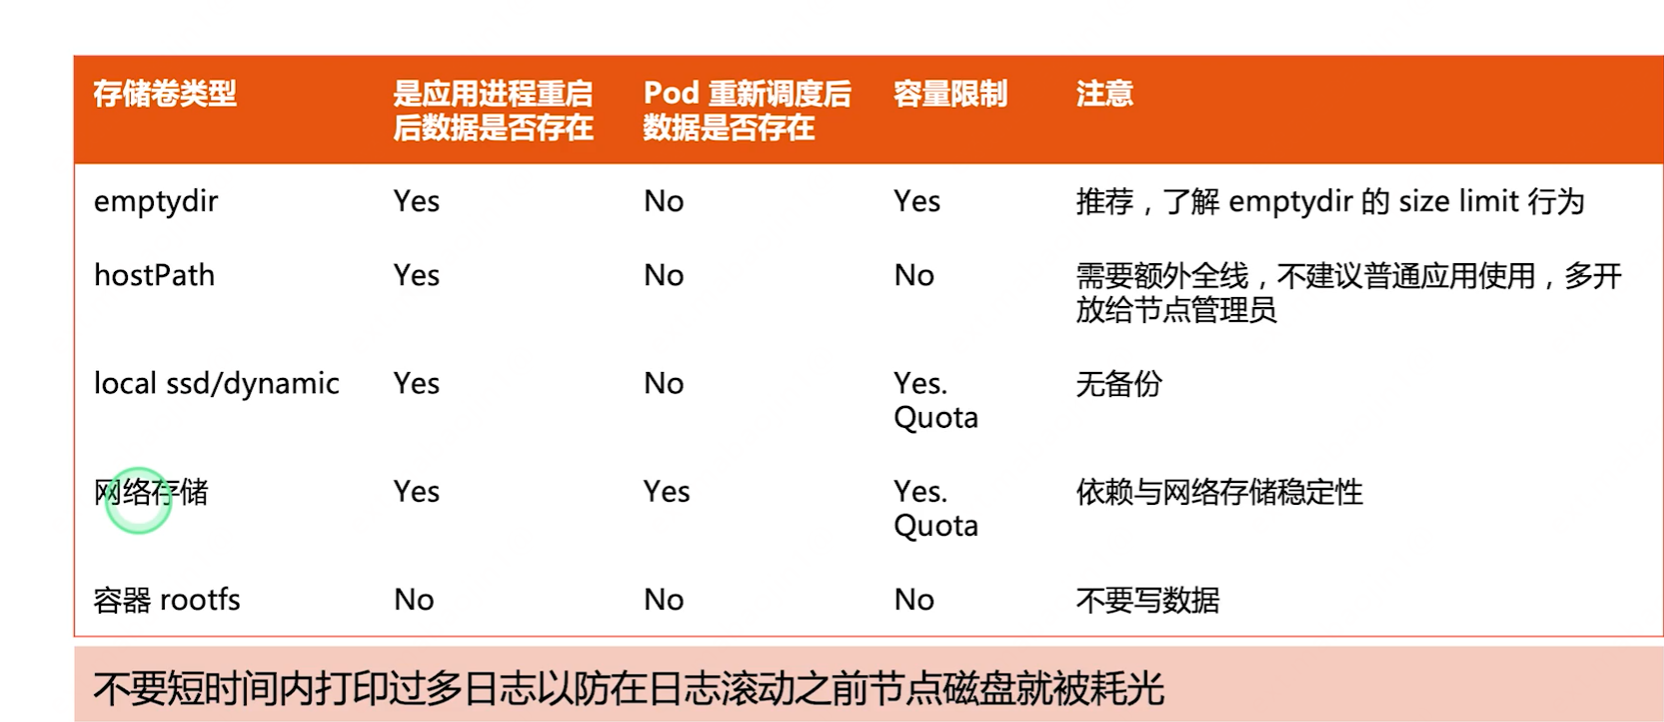 存储卷类型 是应用进程重启后数据是否存在 Pod 重新调度后数据是否存在 容量限制 注意
emptydir Yes No Yes 推荐，了解 emptydir 的 size limit 行为
hostPath Yes No No 需要额外全线，不建议普通应用使用，多开放给节点管理员
local ssd/dynamic Yes No Yes. Quota 无备份
网络存储 Yes Yes Yes. Quota 依赖与网络存储稳定性
容器 rootfs No No No 不要写数据
不要短时间内打印过多日志以防在日志滚动之前节点磁盘就被耗光